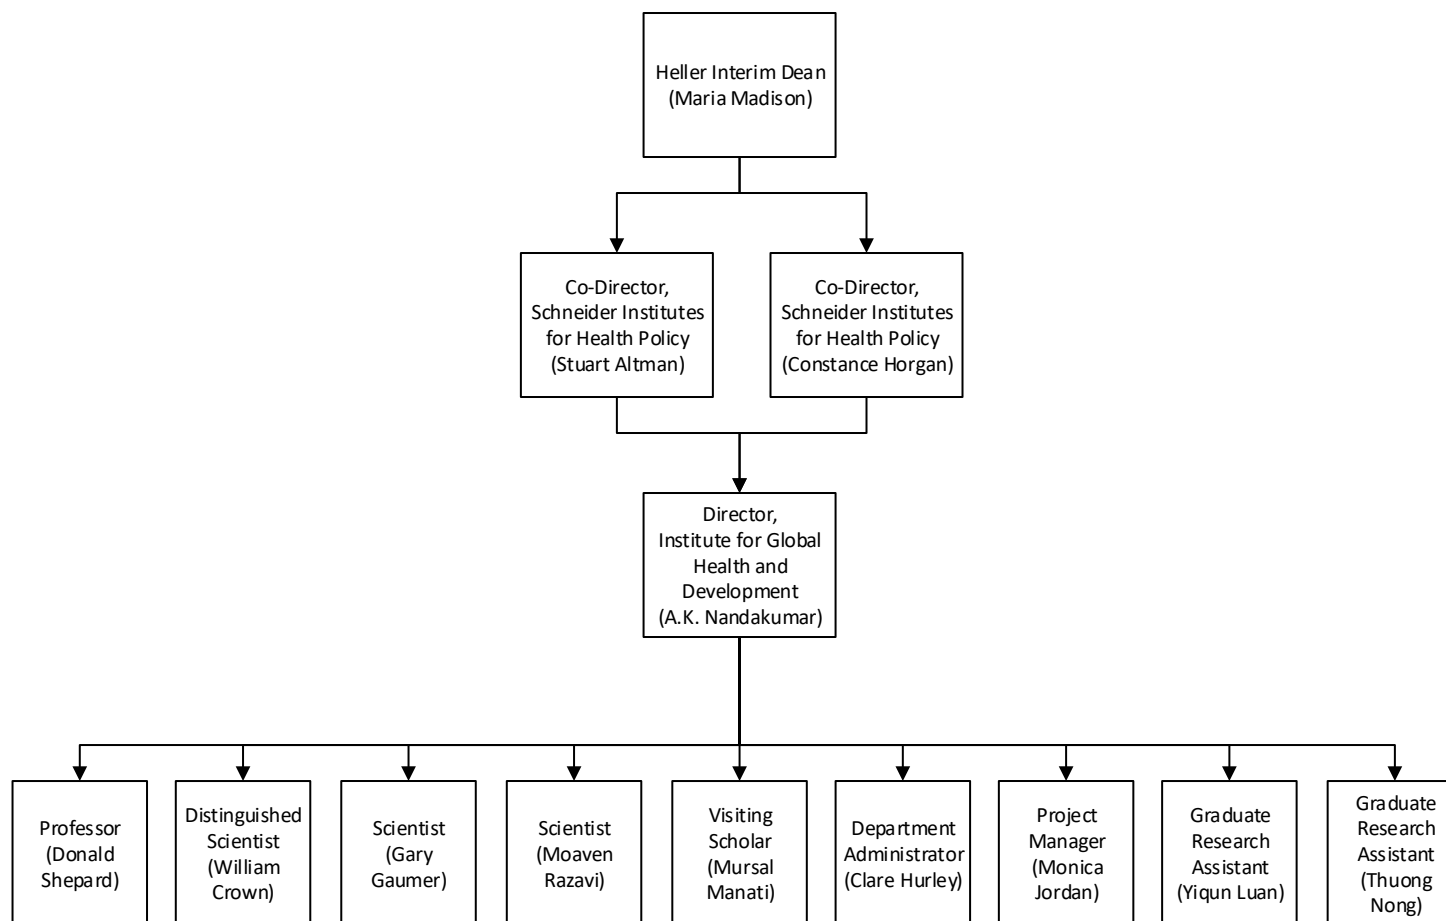 Heller Interim Dean
(Maria Madison)
Co-Director,
Schneider Institutes
for Health Policy
(Stuart Altman)
Co-Director,
Schneider Institutes
for Health Policy
(Constance Horgan)
Director,
Institute for Global
Health and
Development
(A.K. Nandakumar)
Professor
(Donald
Shepard)
Distinguished
Scientist
(William
Crown)
Scientist
(Gary
Gaumer)
Scientist
(Moaven
Razavi)
Visiting
Scholar
(Mursal
Manati)
Department
Administrator
(Clare Hurley)
Project
Manager
(Monica
Jordan)
Graduate
Research
Assistant
(Yiqun Luan)
Graduate
Research
Assistant
(Thuong
Nong)